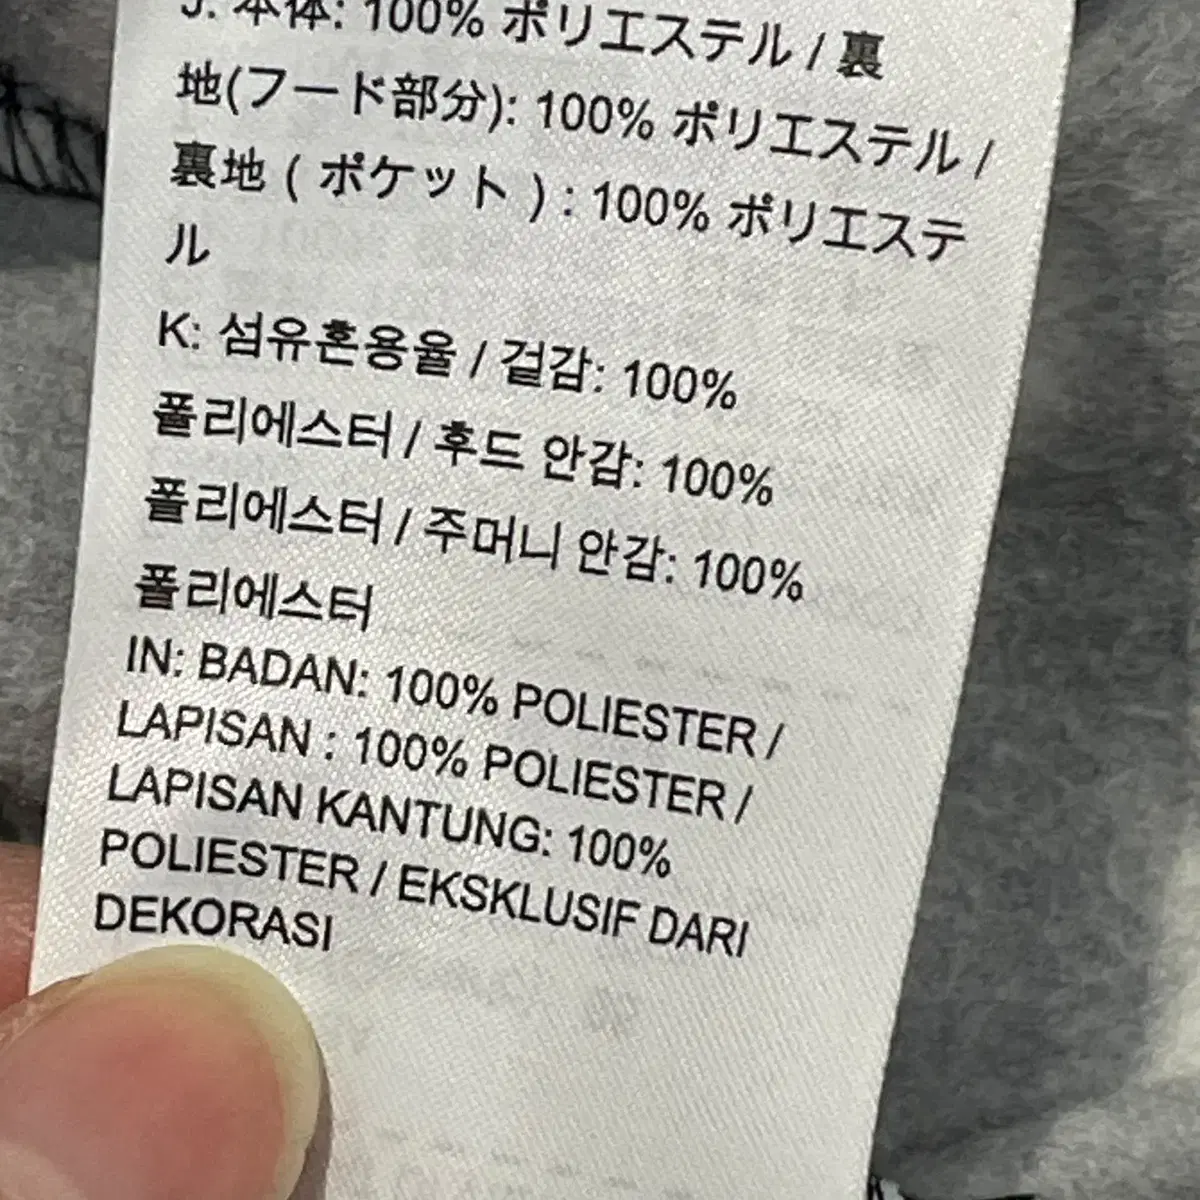 J: 本体: 100% ポリエステル / 裏
地(フード部分): 100% ポリエステル /
裏地 ( ポケット ) : 100% ポリエステ
ル
K: 섬유혼용율 / 겉감: 100%
폴리에스터 / 후드 안감: 100%
폴리에스터 / 주머니 안감: 100%
폴리에스터
IN: BADAN: 100% POLIESTER /
LAPISAN : 100% POLIESTER /
LAPISAN KANTUNG: 100%
POLIESTER / EKSKLUSIF DARI
DEKORASI